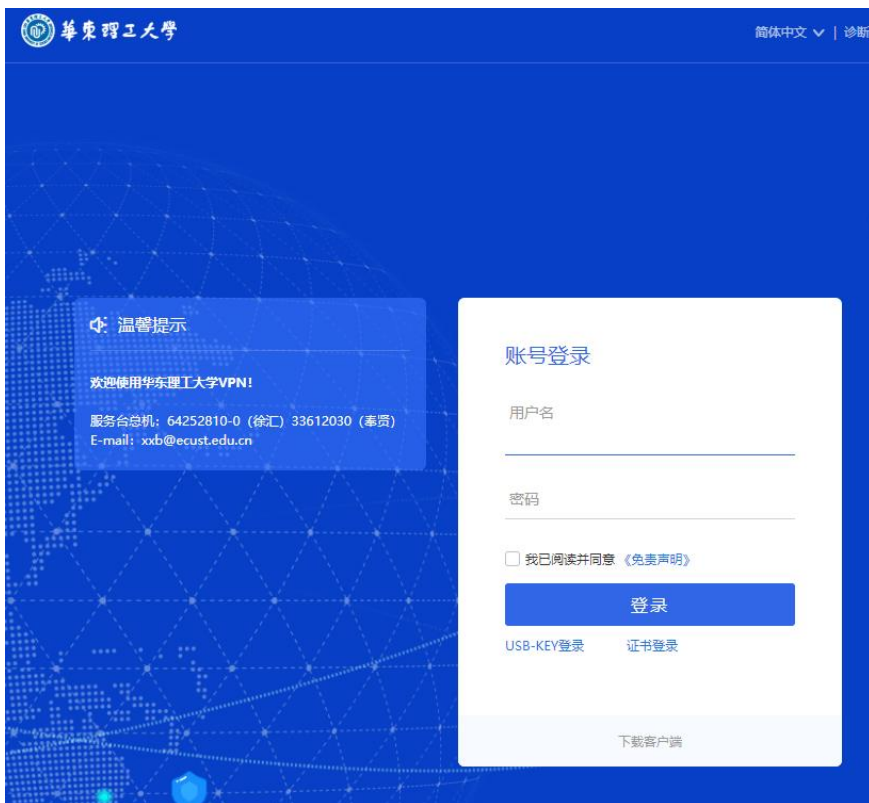 華東理工大學
简体中文 | 诊断
温馨提示
欢迎使用华东理工大学VPN!
服务台总机：64252810-0（徐汇）33612030（奉贤）
E-mail：xxb@ecust.edu.cn
账号登录
用户名
密码
我已阅读并同意《免责声明》
登录
USB-KEY登录 证书登录
下载客户端